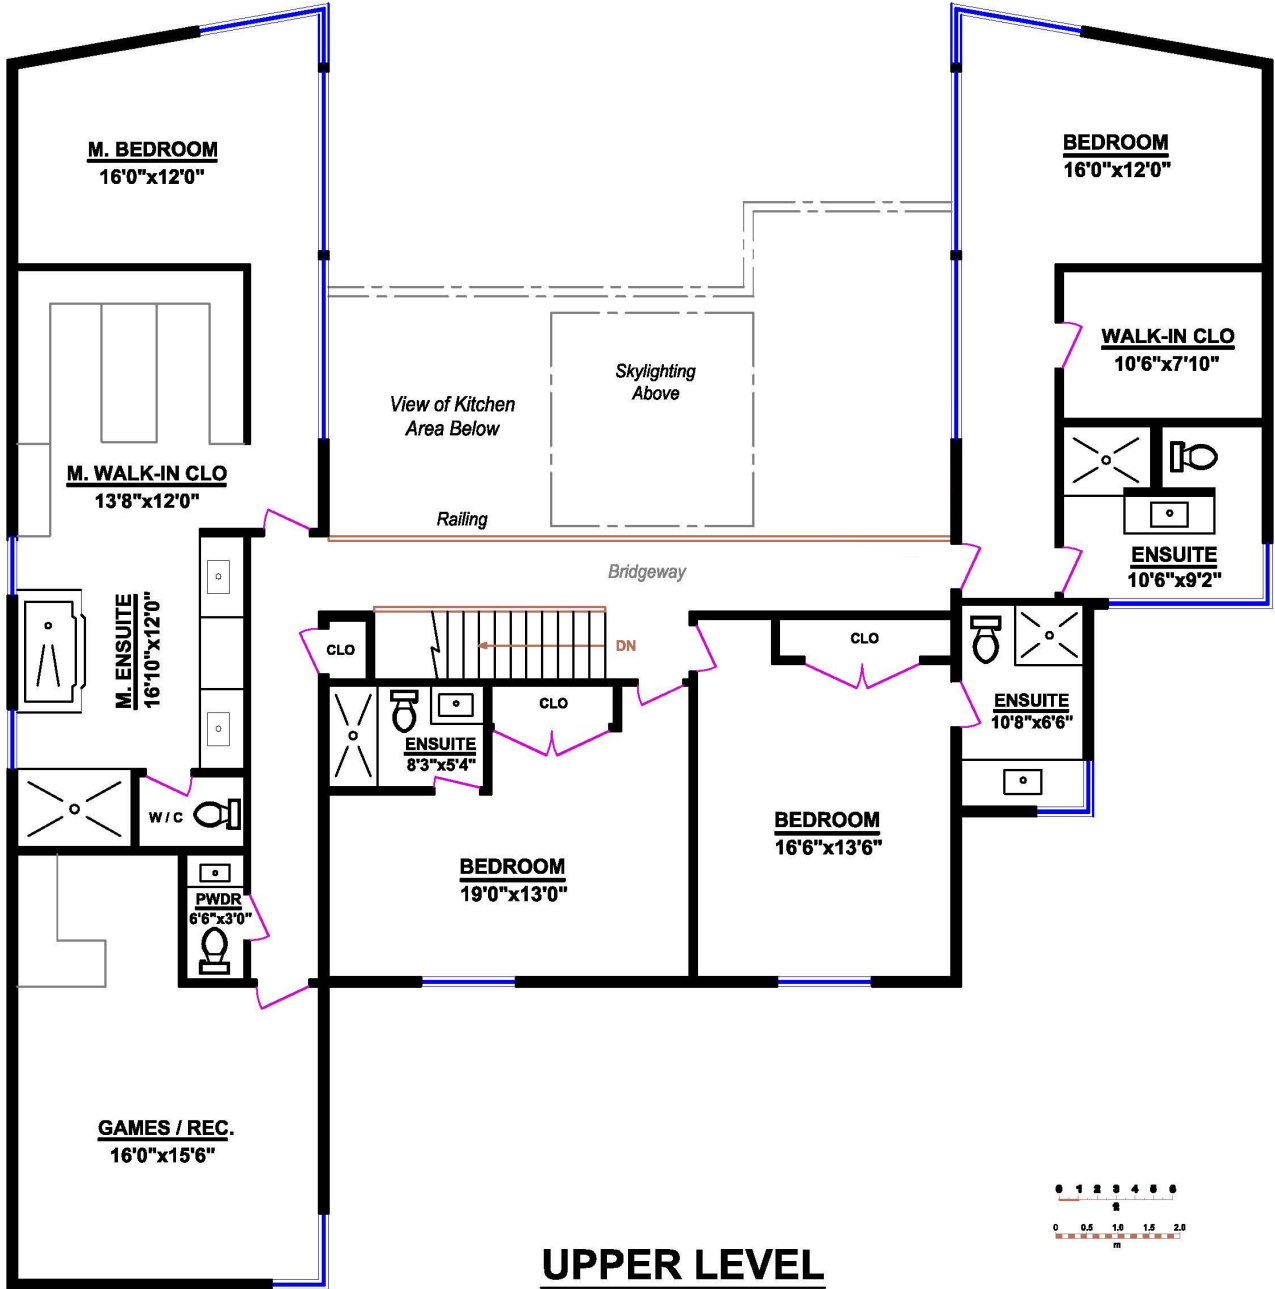 M. BEDROOM
16'0"x12'0"
BEDROOM
16'0"x12'0"
WALK-IN CLO
10'6"x7'10"
Skylighting
Above
View of Kitchen
Area Below
M. WALK-IN CLO
13'8"x12'0"
Railing
Bridgeway
ENSUITE
10'6"x9'2"
M. ENSUITE
16'10"x12'0"
CLO
DN
CLO
CLO
ENSUITE
10'8"x6'6"
ENSUITE
8'3"x5'4"
W / C
BEDROOM
16'6"x13'6"
BEDROOM
19'0"x13'0"
PWDR
6'6"x3'0"
GAMES / REC.
16'0"x15'6"
0 1 2 3 4 5 6
ft
0 0.5 1.0 1.5 2.0
m
UPPER LEVEL